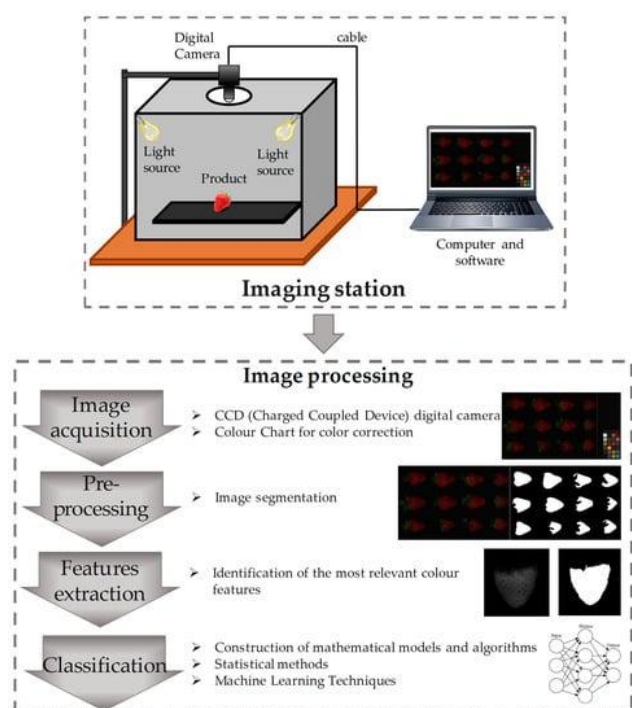 Digital
Camera
cable
Light
source
Light
source
Product
Computer and
software
Imaging station
Image processing
Image
acquisition
➢ CCD (Charged Coupled Device) digital camera
➢ Colour Chart for color correction
Pre-
processing
➢ Image segmentation
Features
extraction
➢ Identification of the most relevant colour
features
Classification
➢ Construction of mathematical models and algorithms
➢ Statistical methods
➢ Machine Learning Techniques